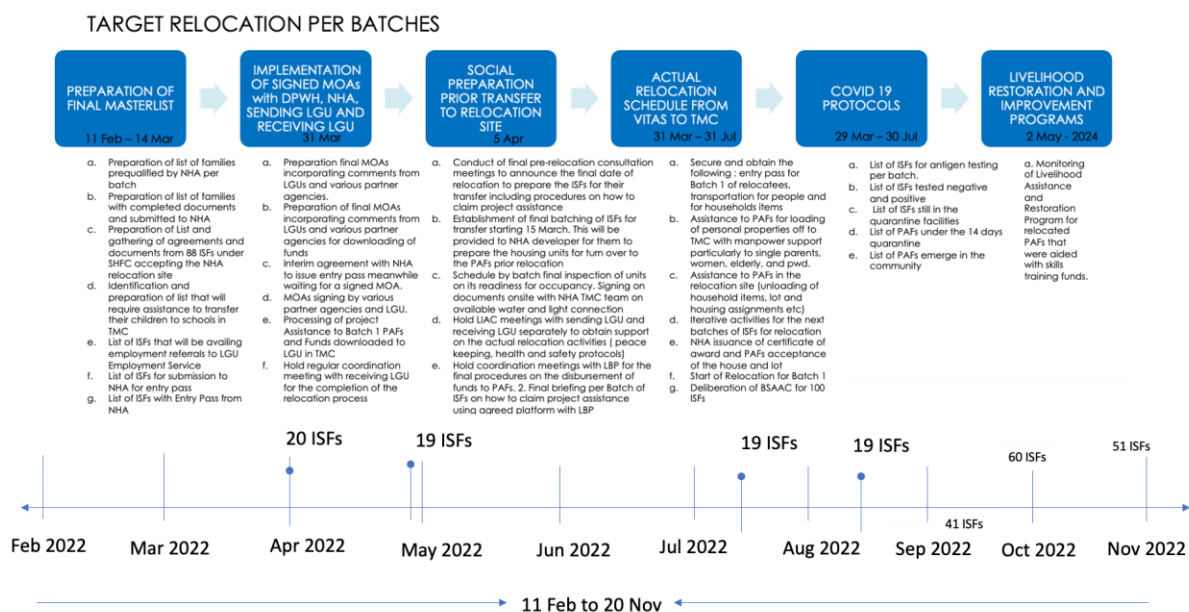 TARGET RELOCATION PER BATCHES
PREPARATION OF
FINAL MASTERLIST
11 Feb – 14 Mar
IMPLEMENTATION
OF SIGNED MOAs
with DPWH, NHA,
SENDING LGU AND
RECEIVING LGU
31 Mar
SOCIAL
PREPARATION
PRIOR TRANSFER
TO RELOCATION
SITE
5 Apr
ACTUAL
RELOCATION
SCHEDULE FROM
VITAS TO TMC
31 Mar – 31 Jul
COVID 19
PROTOCOLS
29 Mar – 30 Jul
LIVELIHOOD
RESTORATION AND
IMPROVEMENT
PROGRAMS
2 May - 2024
a. Preparation of list of families
prequalified by NHA per
batch
b. Preparation of list of families
with completed documents
and submitted to NHA
c. Preparation of List and
gathering of agreements and
documents from 88 ISFs under
SHFC accepting the NHA
relocation site
d. Identification and
preparation of list that will
require assistance to transfer
their children to schools in
TMC
e. List of ISFs that will be availing
employment referrals to LGU
Employment Service
f. List of ISFs for submission to
NHA for entry pass
g. List of ISFs with Entry Pass from
NHA
a. Preparation final MOAs
incorporating comments from
LGUs and various partner
agencies.
b. Preparation of final MOAs
incorporating comments from
LGUs and various partner
agencies for downloading of
funds
c. Interim agreement with NHA
to issue entry pass meanwhile
waiting for a signed MOA.
d. MOAs signing by various
partner agencies and LGU.
e. Processing of project
Assistance to Batch 1 PAFs
and Funds downloaded to
LGU in TMC
f. Hold regular coordination
meeting with receiving LGU
for the completion of the
relocation process
a. Conduct of final pre-relocation consultation
meetings to announce the final date of
relocation to prepare the ISFs for their
transfer including procedures on how to
claim project assistance
b. Establishment of final batching of ISFs for
transfer starting 15 March. This will be
provided to NHA developer for them to
prepare the housing units for turn over to
the PAFs prior relocation
c. Schedule by batch final inspection of units
on its readiness for occupancy. Signing on
documents onsite with NHA TMC team on
available water and light connection
d. Hold LIAC meetings with sending LGU and
receiving LGU separately to obtain support
on the actual relocation activities ( peace
keeping, health and safety protocols)
e. Hold coordination meetings with LBP for the
final procedures on the disbursement of
funds to PAFs. 2. Final briefing per Batch of
ISFs on how to claim project assistance
using agreed platform with LBP
a. Secure and obtain the
following : entry pass for
Batch 1 of relocatees,
transportation for people and
for households items
b. Assistance to PAFs for loading
of personal properties off to
TMC with manpower support
particularly to single parents,
women, elderly, and pwd.
c. Assistance to PAFs in the
relocation site (unloading of
household items, lot and
housing assignments etc)
d. Iterative activities for the next
batches of ISFs for relocation
e. NHA issuance of certificate of
award and PAFs acceptance
of the house and lot
f. Start of Relocation for Batch 1
g. Deliberation of BSAAC for 100
ISFs
a. List of ISFs for antigen testing
per batch.
b. List of ISFs tested negative
and positive
c. List of ISFs still in the
quarantine facilities
d. List of PAFs under the 14 days
quarantine
e. List of PAFs emerge in the
community
a. Monitoring
of Livelihood
Assistance
and
Restoration
Program for
relocated
PAFs that
were aided
with skills
training funds.
20 ISFs
19 ISFs
19 ISFs
19 ISFs
60 ISFs
51 ISFs
41 ISFs
Feb 2022
Mar 2022
Apr 2022
May 2022
Jun 2022
Jul 2022
Aug 2022
Sep 2022
Oct 2022
Nov 2022
11 Feb to 20 Nov